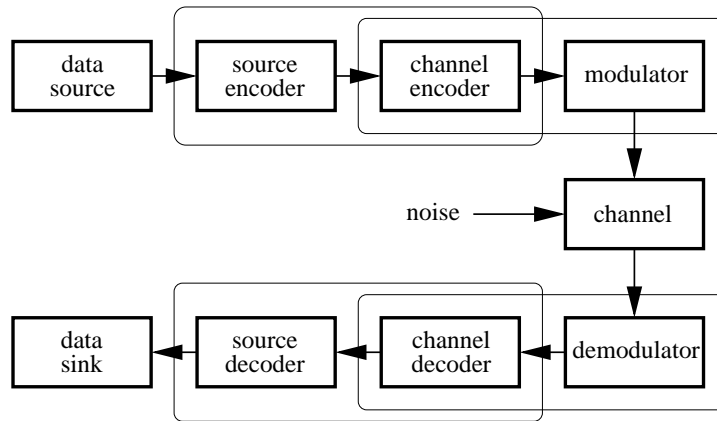 data
source
source
encoder
channel
encoder
modulator
noise
channel
data
sink
source
decoder
channel
decoder
demodulator